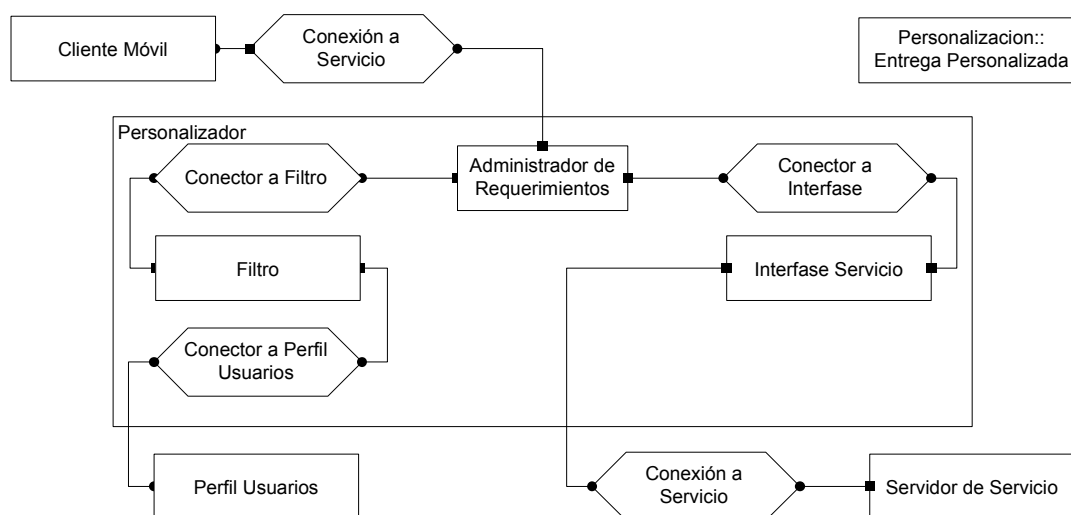 Cliente Móvil
Conexión a
Servicio
Personalizacion::
Entrega Personalizada
Personalizador
Conector a Filtro
Administrador de
Requerimientos
Conector a
Interfase
Filtro
Interfase Servicio
Conector a Perfil
Usuarios
Perfil Usuarios
Conexión a
Servicio
Servidor de Servicio